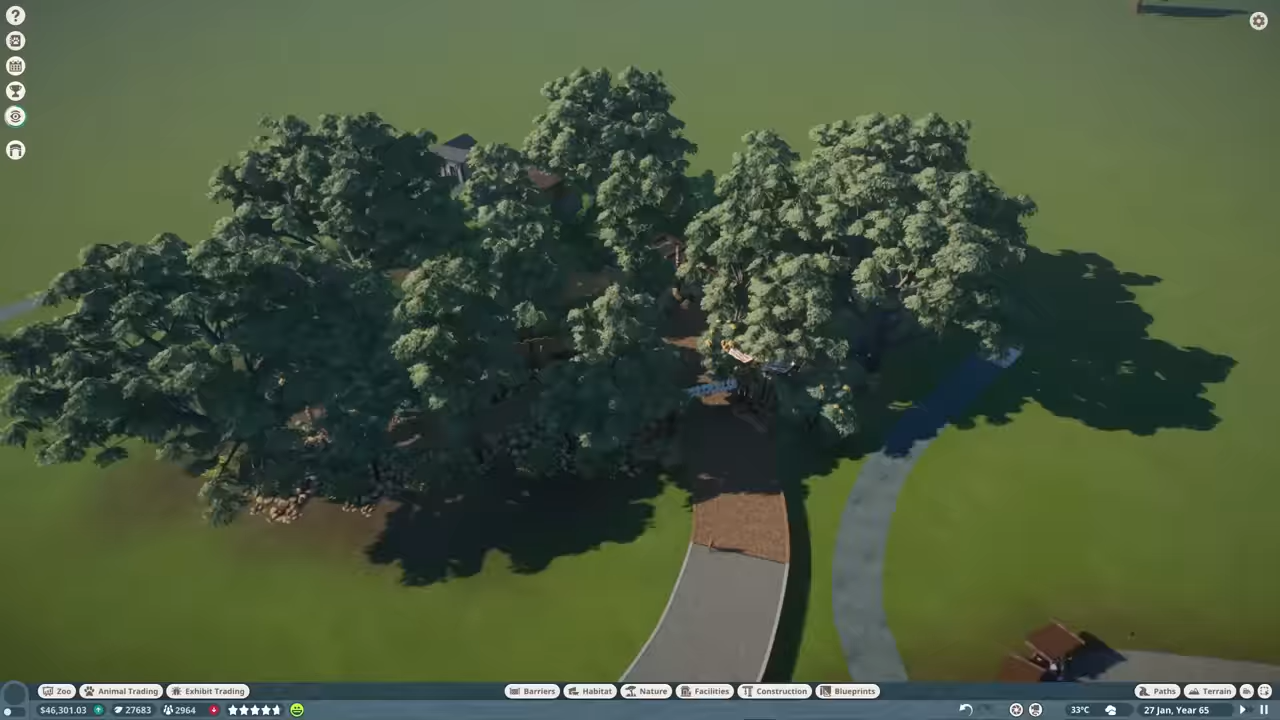 ?
Zoo
Animal Trading
Exhibit Trading
Barriers
Habitat
Nature
Facilities
Construction
Blueprints
Paths
Terrain
$46,301.03
27683
2964
33°C
27 Jan, Year 65